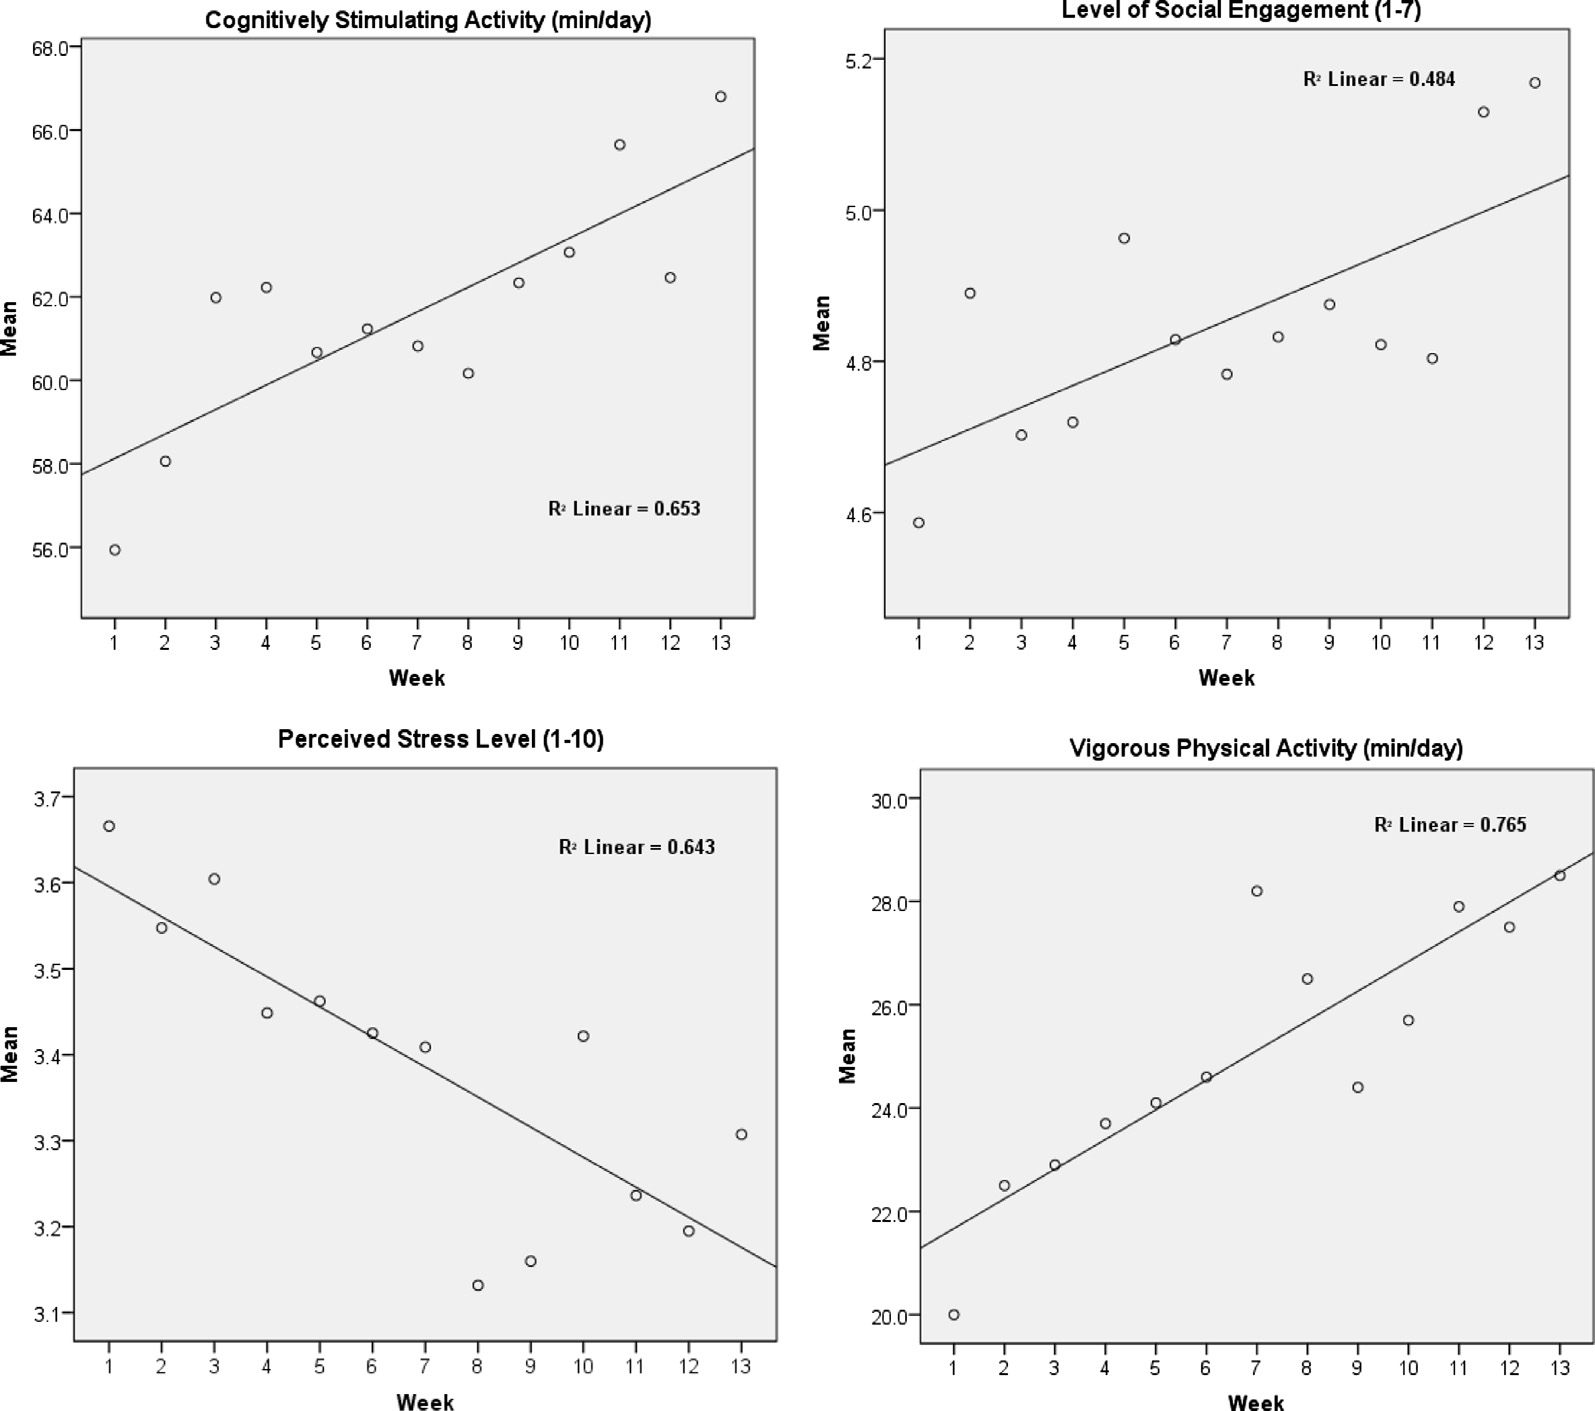 Cognitively Stimulating Activity (min/day)
68.0
66.0
64.0
62.0
60.0
58.0
56.0
Mean
R² Linear = 0.653
1 2 3 4 5 6 7 8 9 10 11 12 13
Week
Level of Social Engagement (1-7)
5.2
5.0
4.8
4.6
Mean
R² Linear = 0.484
1 2 3 4 5 6 7 8 9 10 11 12 13
Week
Perceived Stress Level (1-10)
3.7
3.6
3.5
3.4
3.3
3.2
3.1
Mean
R² Linear = 0.643
1 2 3 4 5 6 7 8 9 10 11 12 13
Week
Vigorous Physical Activity (min/day)
30.0
28.0
26.0
24.0
22.0
20.0
Mean
R² Linear = 0.765
1 2 3 4 5 6 7 8 9 10 11 12 13
Week